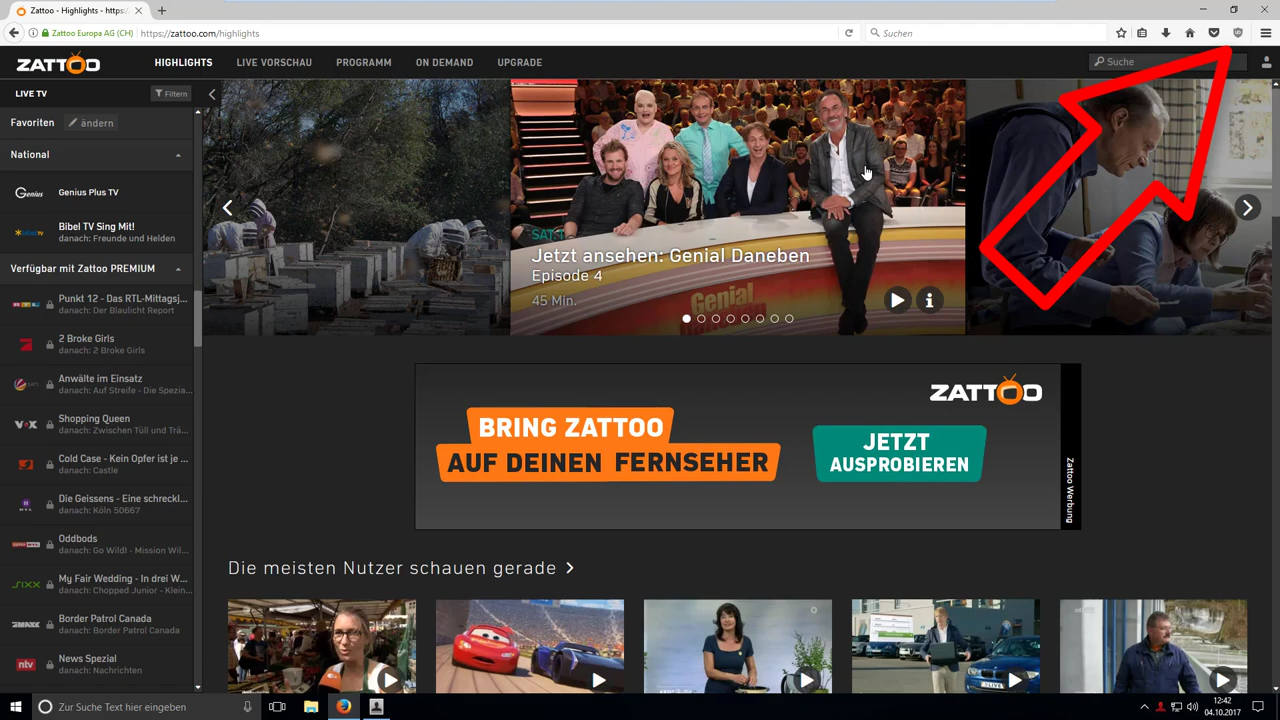 Zattoo - Highlights - https:/
Zattoo Europa AG (CH)
https://zattoo.com/highlights
Suchen
ZATTOO
HIGHLIGHTS
LIVE VORSCHAU
PROGRAMM
ON DEMAND
UPGRADE
Suche
LIVE TV
Filtern
Favoriten
ändern
National
Genius
Genius Plus TV
Bibel TV Sing Mit!
danach: Freunde und Helden
Verfügbar mit Zattoo PREMIUM
Punkt 12 - Das RTL-Mittagsj...
danach: Der Blaulicht Report
2 Broke Girls
danach: 2 Broke Girls
Anwälte im Einsatz
danach: Auf Streife - Die Spezia...
VOX
Shopping Queen
danach: Zwischen Tüll und Trä...
Cold Case - Kein Opfer ist je ...
danach: Castle
Die Geissens - Eine schreckl...
danach: Köln 50667
Oddbods
danach: Go Wild! - Mission Wil...
sixx
My Fair Wedding - In drei W...
danach: Chopped Junior - Klein...
Border Patrol Canada
danach: Border Patrol Canada
ntv
News Spezial
danach: Nachrichten
SAT.1
Jetzt ansehen: Genial Daneben
Episode 4
45 Min.
Genial
ZATTOO
BRING ZATTOO
AUF DEINEN FERNSEHER
JETZT
AUSPROBIEREN
Zattoo Werbung
Die meisten Nutzer schauen gerade
Zur Suche Text hier eingeben
12:42
04.10.2017